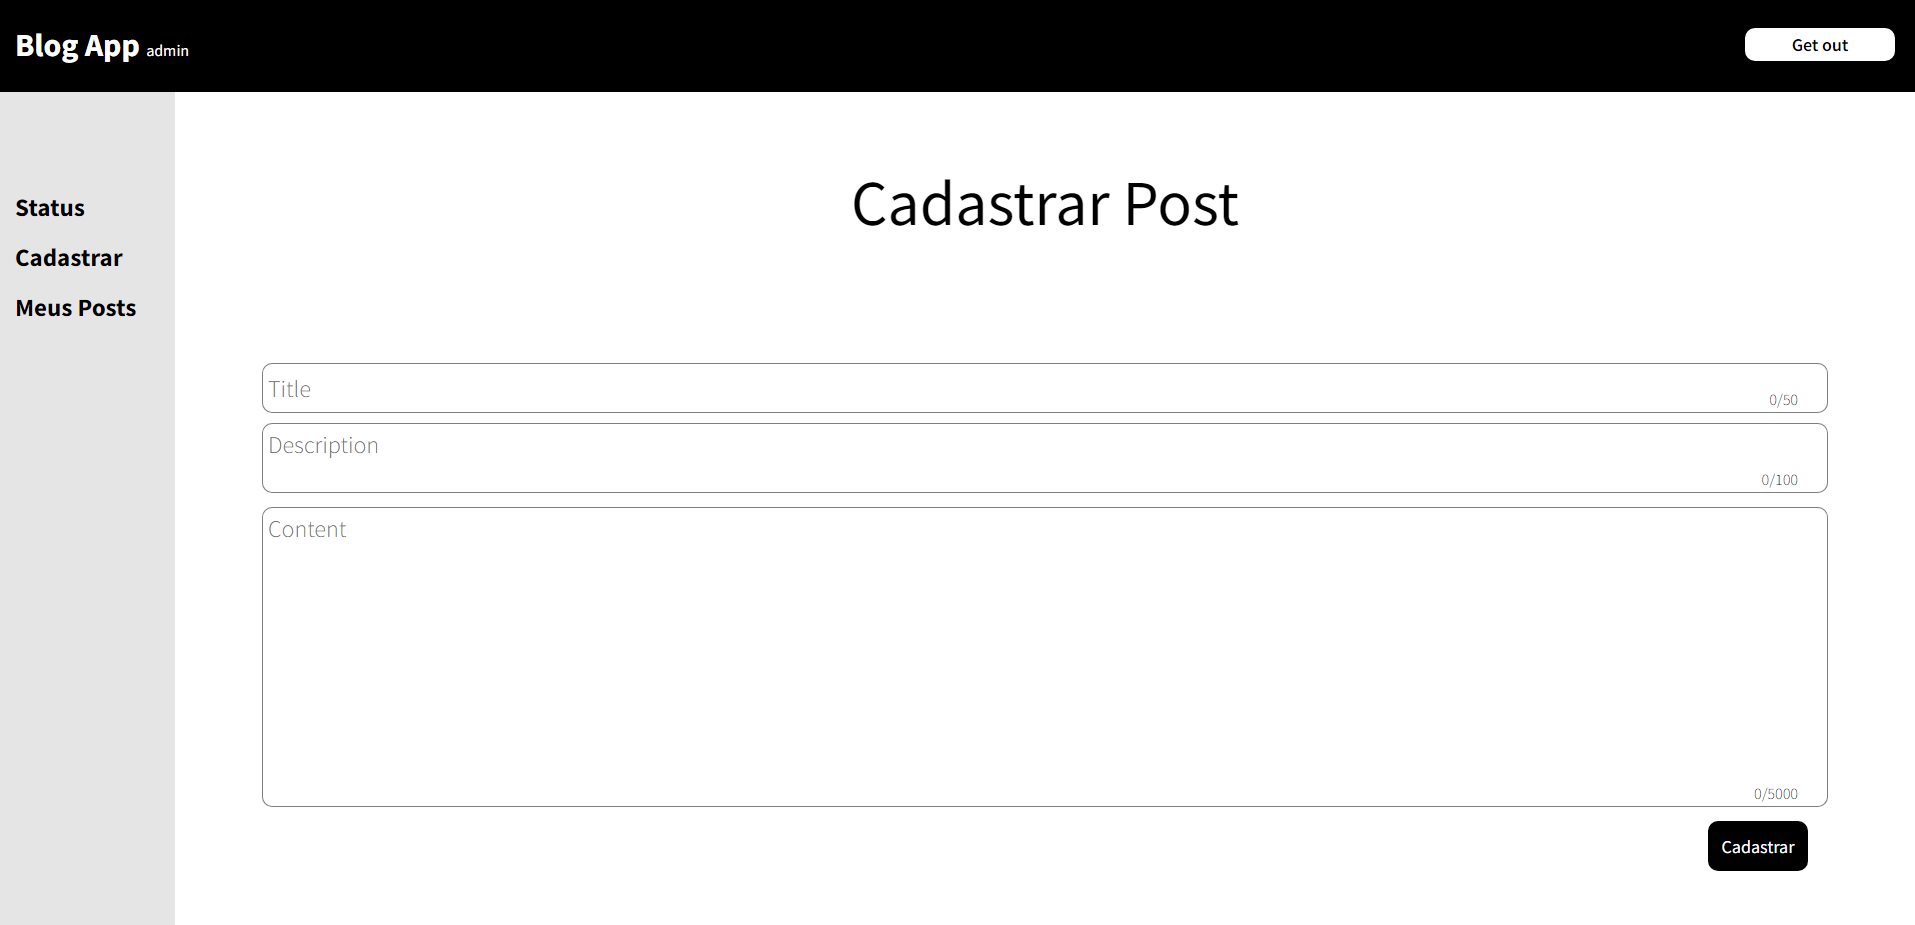 Blog App admin
Get out
Status
Cadastrar
Meus Posts
Cadastrar Post
Title
0/50
Description
0/100
Content
0/5000
Cadastrar